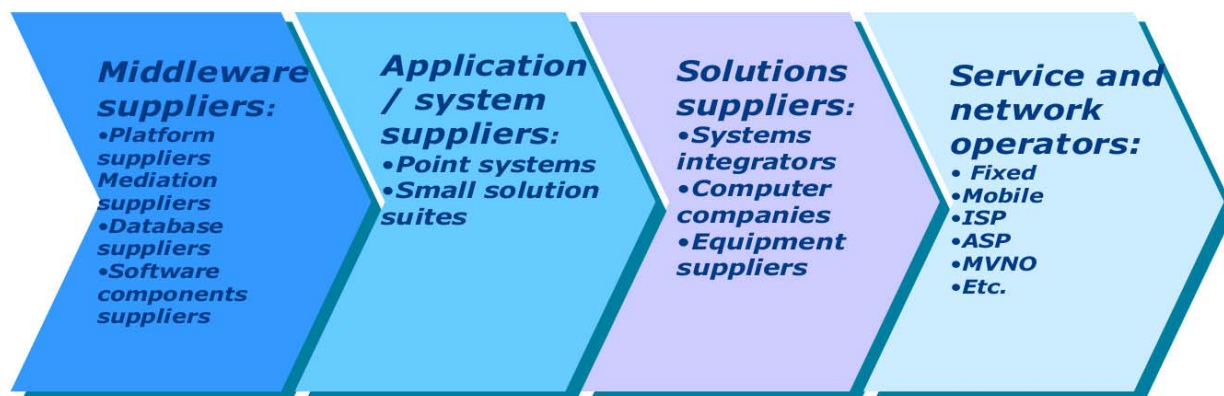 Middleware
suppliers:
•Platform
suppliers
Mediation
suppliers
•Database
suppliers
•Software
components
suppliers
Application
/ system
suppliers:
•Point systems
•Small solution
suites
Solutions
suppliers:
•Systems
integrators
•Computer
companies
•Equipment
suppliers
Service and
network
operators:
• Fixed
•Mobile
•ISP
•ASP
•MVNO
•Etc.